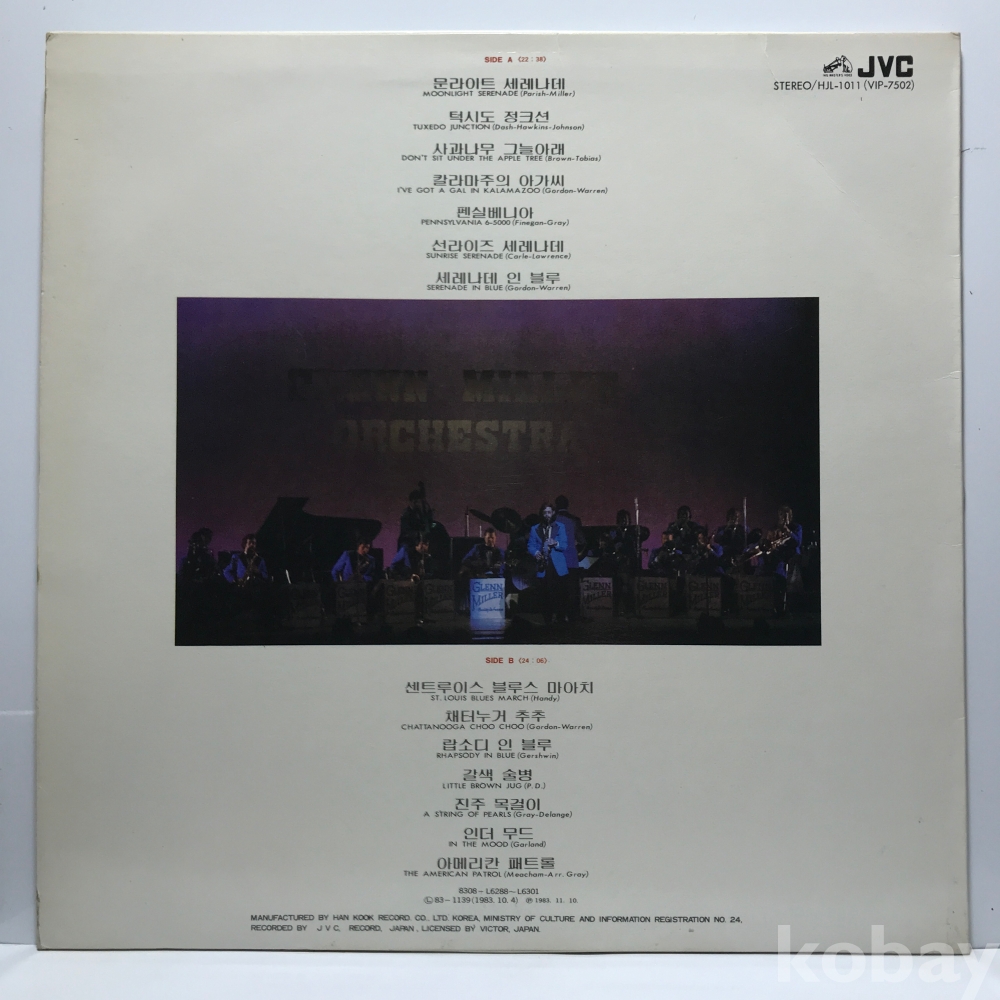 SIDE A (22 : 38)
JVC
STEREO/HJL-1011 (VIP-7502)
문라이트 세레나데
MOONLIGHT SERENADE (Parish-Miller)
턱시도 정크션
TUXEDO JUNCTION (Dash-Hawkins-Johnson)
사과나무 그늘아래
DON'T SIT UNDER THE APPLE TREE (Brown-Tobias)
칼라마주의 아가씨
I'VE GOT A GAL IN KALAMAZOO (Gordon-Warren)
펜실베니아
PENNSYLVANIA 6-5000 (Finegan-Gray)
선라이즈 세레나데
SUNRISE SERENADE (Carle-Lawrence)
세레나데 인 블루
SERENADE IN BLUE (Gordon-Warren)
MILLER
ORCHESTRA
GLENN
MILLER
SIDE B (24 : 06)
센트루이스 블루스 마아치
ST. LOUIS BLUES MARCH (Handy)
채터누거 추추
CHATTANOOGA CHOO CHOO (Gordon-Warren)
랍소디 인 블루
RHAPSODY IN BLUE (Gershwin)
갈색 술병
LITTLE BROWN JUG (P.D.)
진주 목걸이
A STRING OF PEARLS (Gray-Delange)
인더 무드
IN THE MOOD (Garland)
아메리칸 패트롤
THE AMERICAN PATROL (Meacham-Arr. Gray)
8308-L6288~L6301
Ⓛ83-1139 (1983. 10. 4) ℗ 1983. 11. 10.
MANUFACTURED BY HAN KOOK RECORD. CO., LTD. KOREA, MINISTRY OF CULTURE AND INFORMATION REGISTRATION NO. 24.
RECORDED BY J V C, RECORD, JAPAN, LICENSED BY VICTOR, JAPAN.
kobay